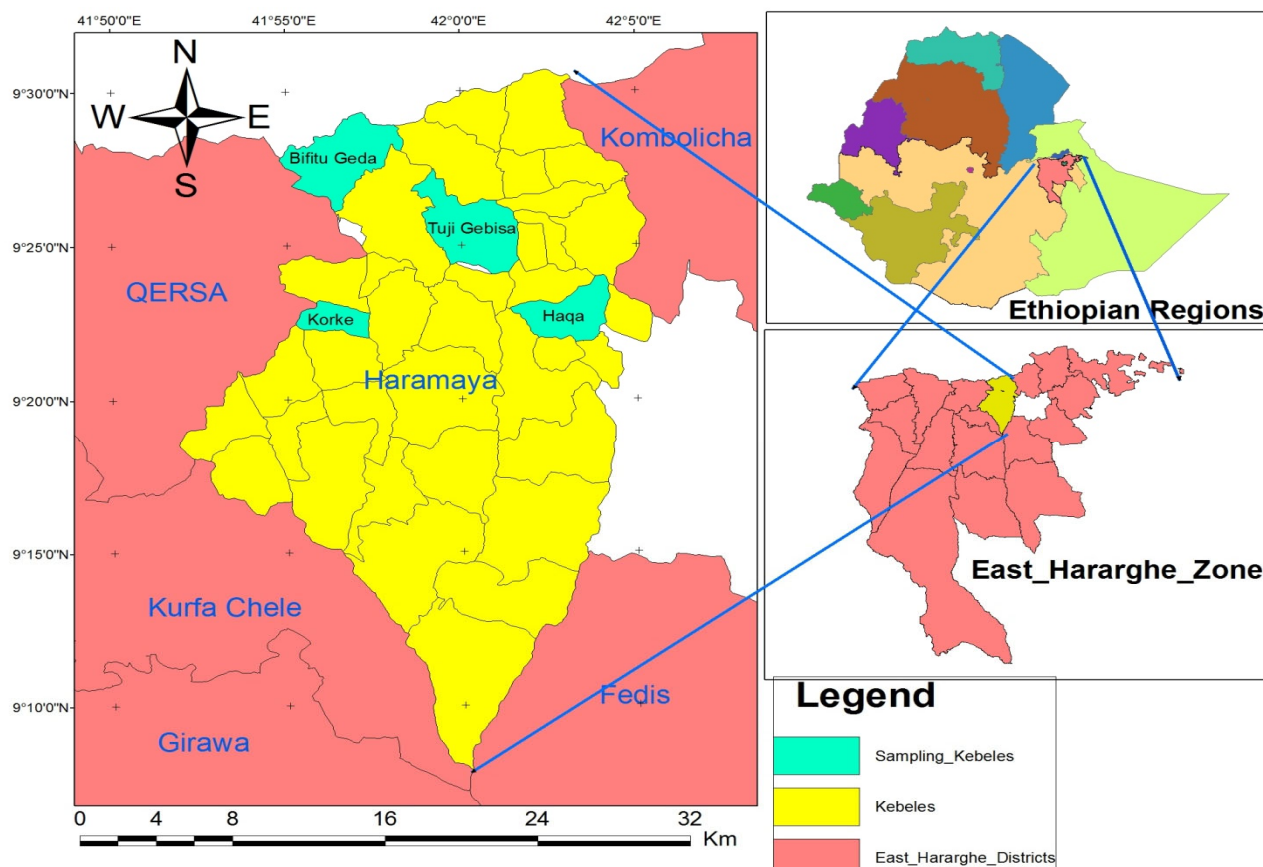 41°50'0"E
41°55'0"E
42°0'0"E
42°5'0"E
9°30'0"N
9°25'0"N
9°20'0"N
9°15'0"N
9°10'0"N
N
W
E
S
Bifitu Geda
Kombolicha
Tuji Gebisa
QERSA
Korke
Haqa
Haramaya
Kurfa Chele
Fedis
Girawa
0 4 8 16 24 32
Km
Ethiopian Regions
East_Hararghe_Zone
Legend
Sampling_Kebeles
Kebeles
East_Hararghe_Districts